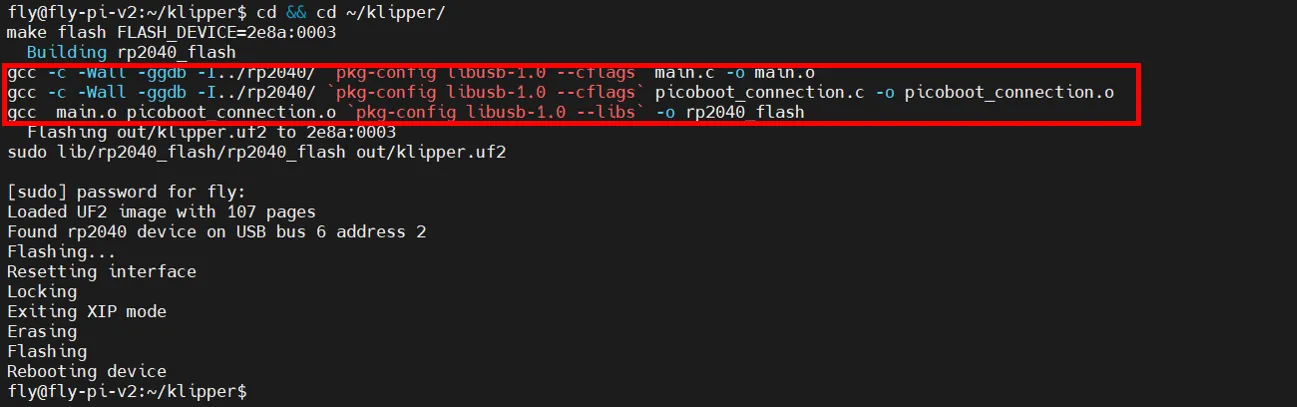 fly@fly-pi-v2:~/klipper$ cd && cd ~/klipper/
make flash FLASH_DEVICE=2e8a:0003
  Building rp2040_flash
gcc -c -Wall -ggdb -I../rp2040/ `pkg-config libusb-1.0 --cflags` main.c -o main.o
gcc -c -Wall -ggdb -I../rp2040/ `pkg-config libusb-1.0 --cflags` picoboot_connection.c -o picoboot_connection.o
gcc  main.o picoboot_connection.o `pkg-config libusb-1.0 --libs` -o rp2040_flash
  Flashing out/klipper.uf2 to 2e8a:0003
sudo lib/rp2040_flash/rp2040_flash out/klipper.uf2

[sudo] password for fly:
Loaded UF2 image with 107 pages
Found rp2040 device on USB bus 6 address 2
Flashing...
Resetting interface
Locking
Exiting XIP mode
Erasing
Flashing
Rebooting device
fly@fly-pi-v2:~/klipper$